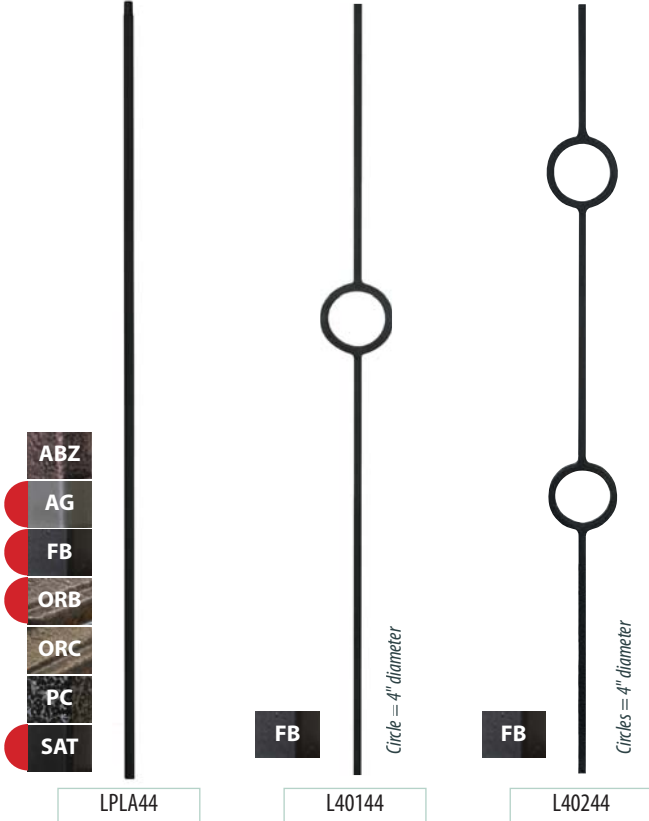 ABZ
AG
FB
ORB
ORC
PC
SAT
LPLA44
FB
Circle = 4" diameter
L40144
FB
Circles = 4" diameter
L40244